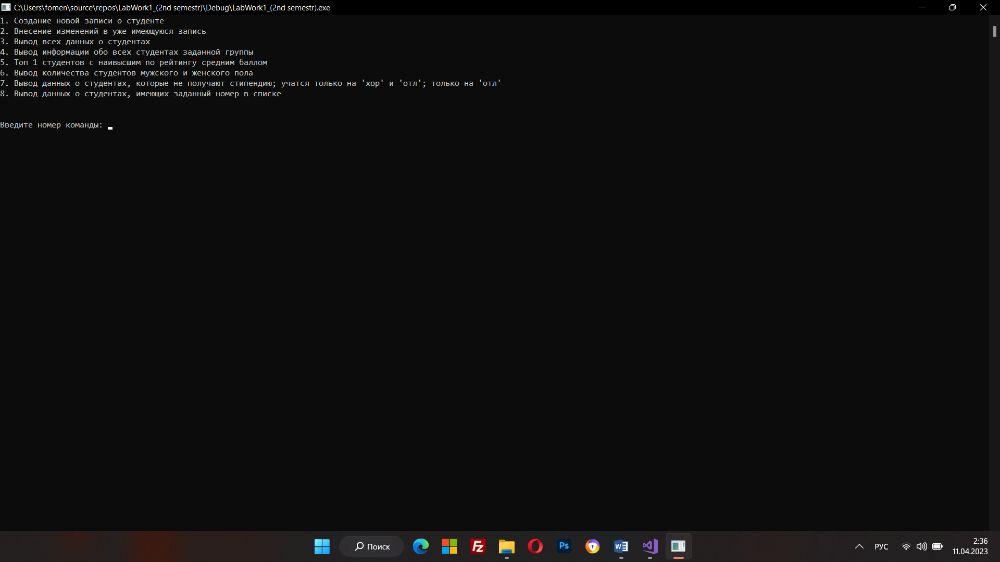 C:\Users\fomen\source\repos\LabWork1_(2nd semestr)\Debug\LabWork1_(2nd semestr).exe
1. Создание новой записи о студенте
2. Внесение изменений в уже имеющуюся запись
3. Вывод всех данных о студентах
4. Вывод информации обо всех студентах заданной группы
5. Топ 1 студентов с наивысшим по рейтингу средним баллом
6. Вывод количества студентов мужского и женского пола
7. Вывод данных о студентах, которые не получают стипендию; учатся только на 'хор' и 'отл'; только на 'отл'
8. Вывод данных о студентах, имеющих заданный номер в списке
Введите номер команды:
Поиск
Fz
Ps
W
РУС
2:36
11.04.2023